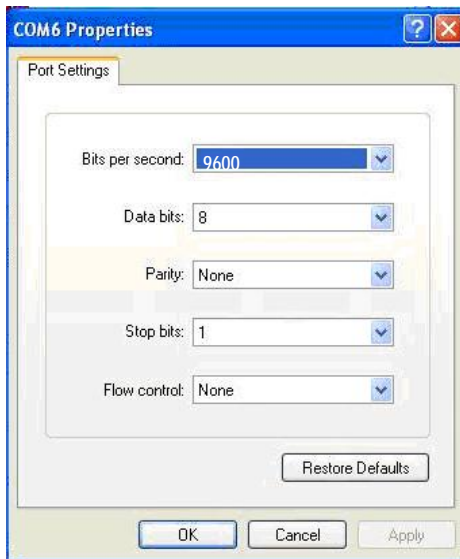 COM6 Properties
Port Settings
Bits per second: 9600
Data bits: 8
Parity: None
Stop bits: 1
Flow control: None
Restore Defaults
OK Cancel Apply